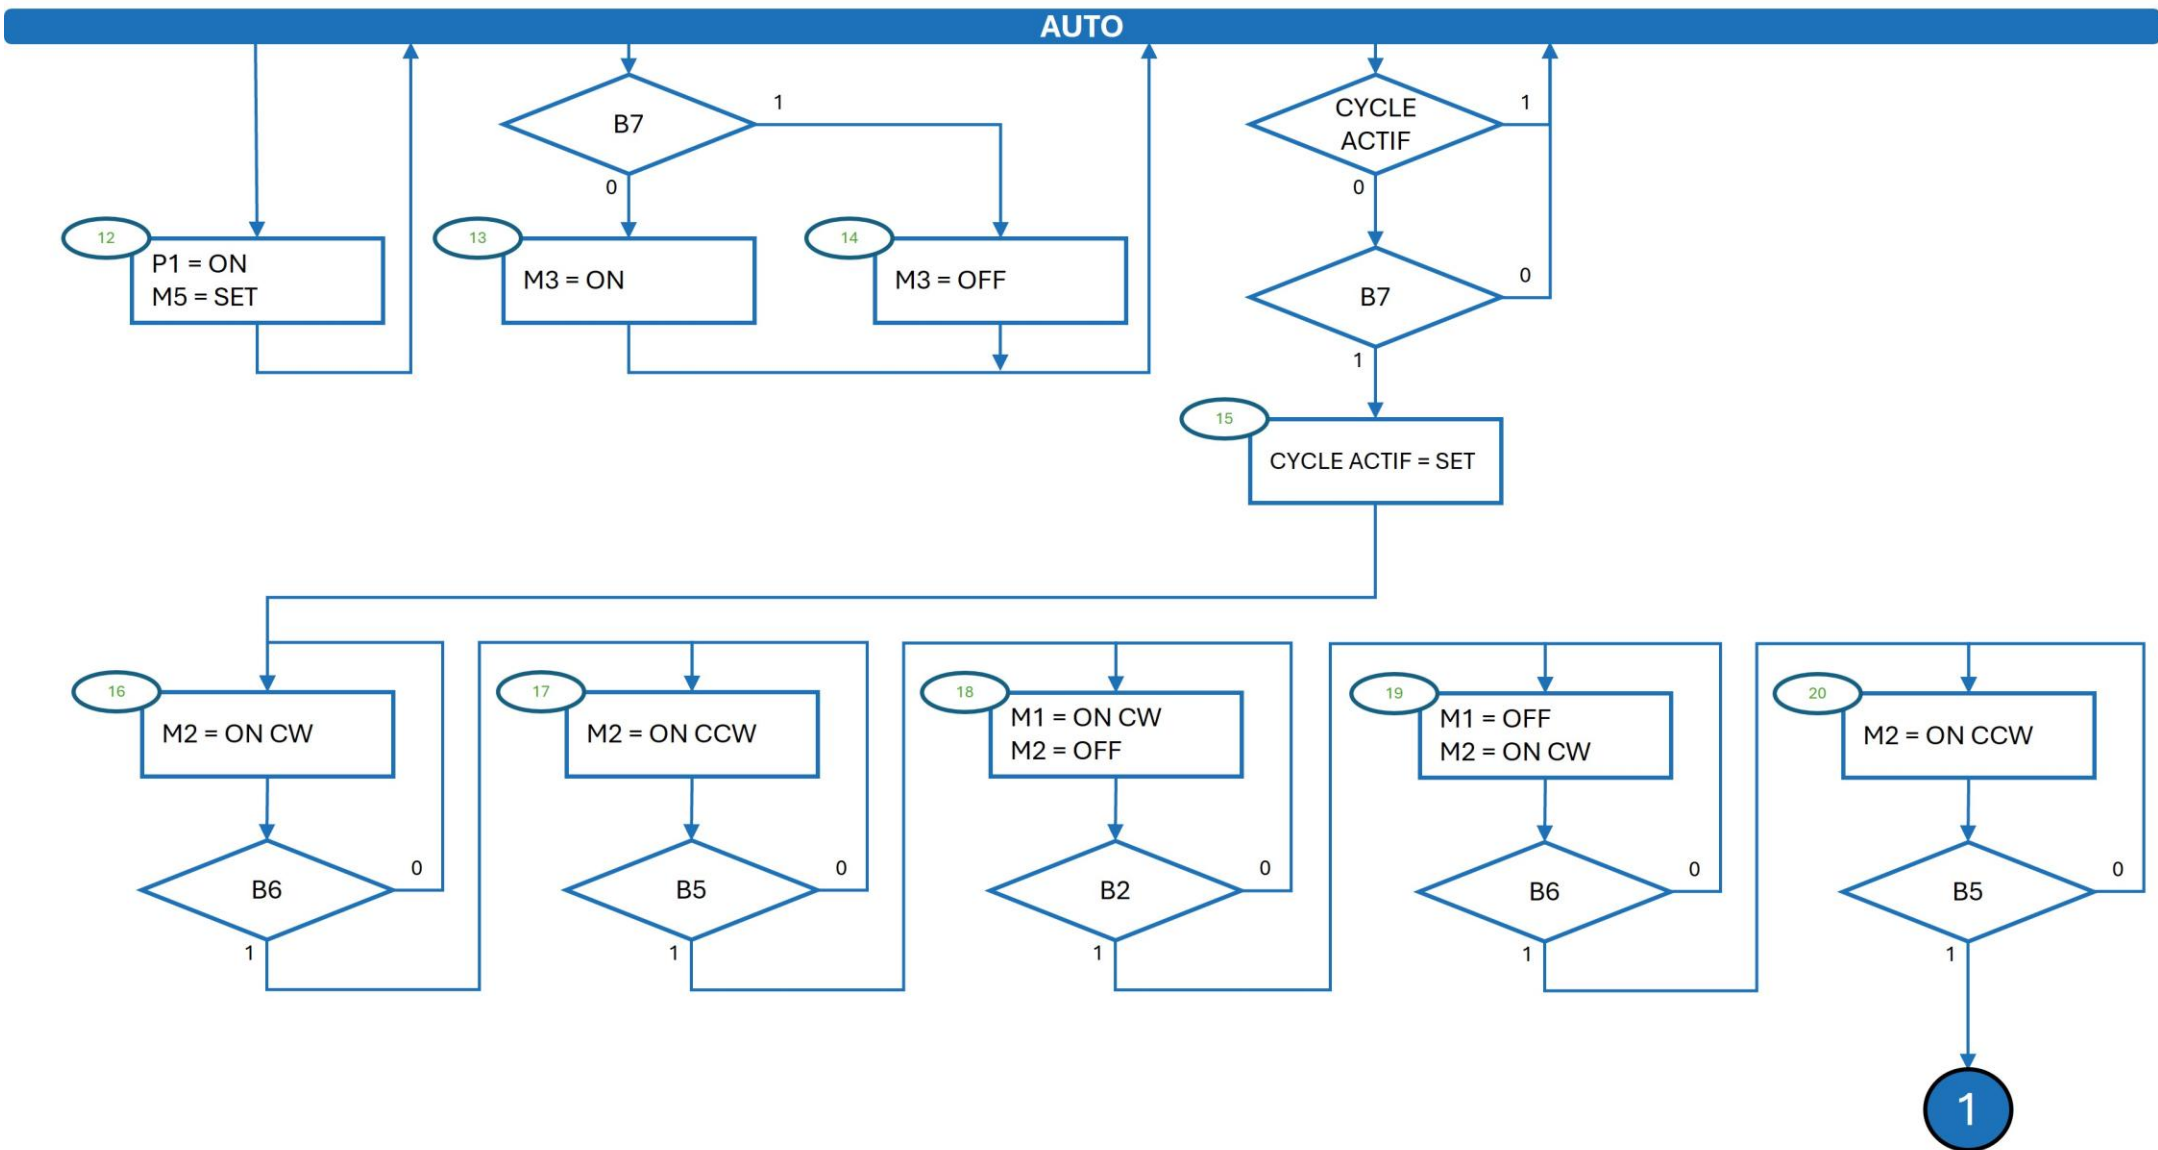 AUTO
12
P1 = ON
M5 = SET
B7
1
0
13
M3 = ON
14
M3 = OFF
CYCLE
ACTIF
1
0
B7
0
1
15
CYCLE ACTIF = SET
16
M2 = ON CW
B6
0
1
17
M2 = ON CCW
B5
0
1
18
M1 = ON CW
M2 = OFF
B2
0
1
19
M1 = OFF
M2 = ON CW
B6
0
1
20
M2 = ON CCW
B5
0
1
1